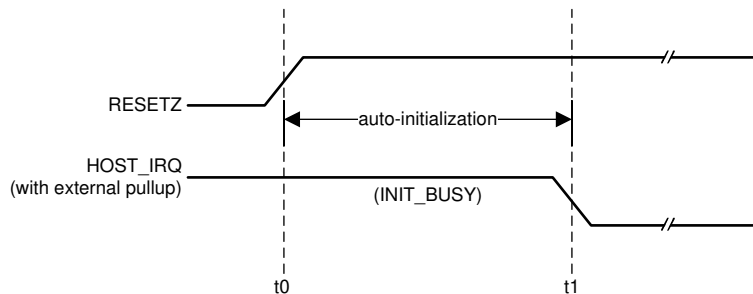 RESETZ
auto-initialization
HOST_IRQ
(with external pullup)
(INIT_BUSY)
t0
t1